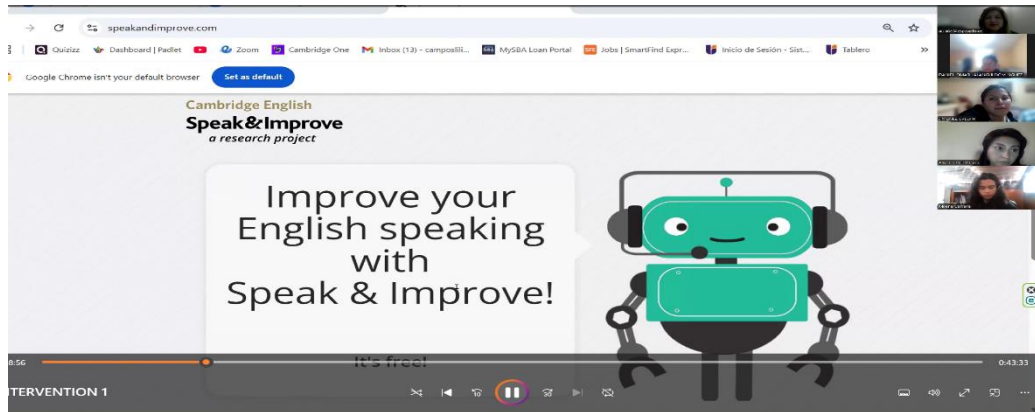 speakandimprove.com
Quizizz Dashboard | Padlet Zoom Cambridge One Inbox (13) - camposlili... MySBA Loan Portal Jobs | SmartFind Expr... Inicio de Sesión - Sist... Tablero »
Google Chrome isn't your default browser Set as default
Cambridge English
Speak&Improve
a research project
Improve your
English speaking
with
Speak & Improve!
It's free!
8:56 0:43:33
NTERVENTION 1